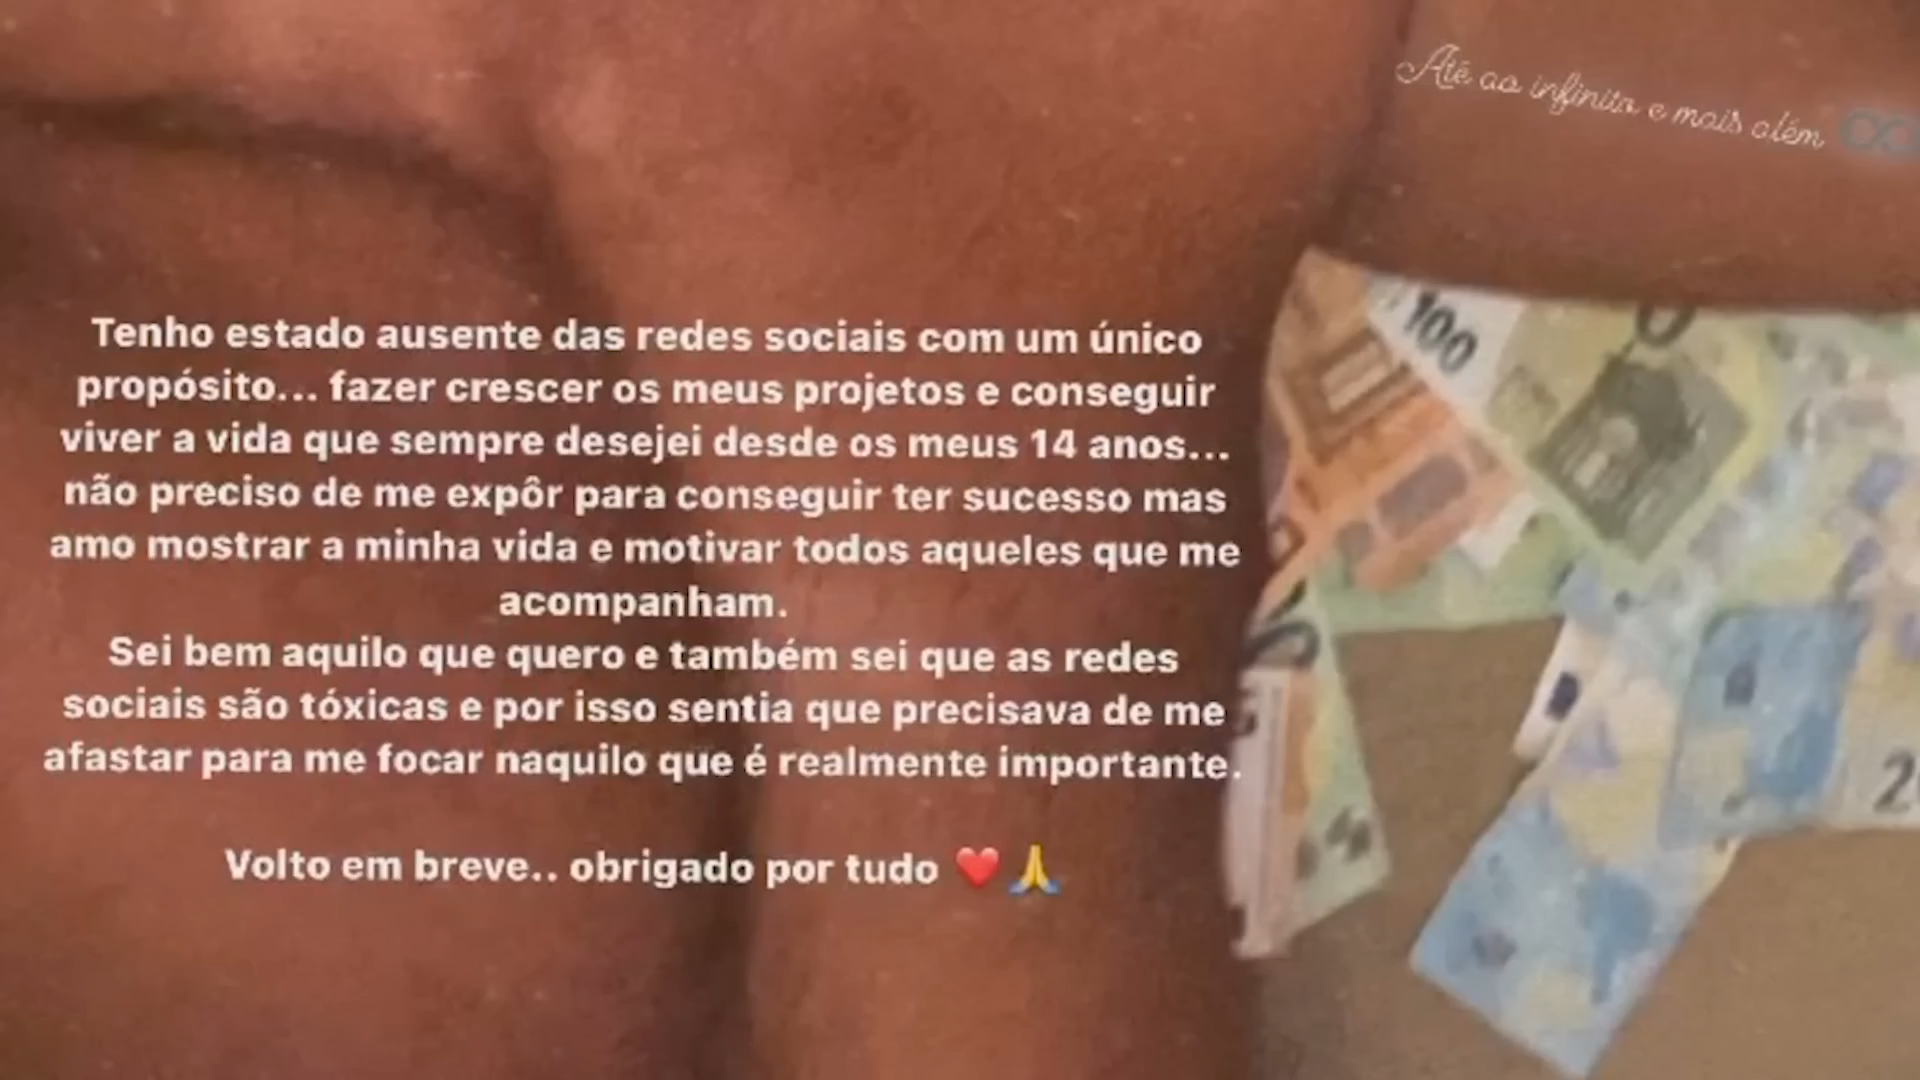 Até ao infinito e mais além
100
Tenho estado ausente das redes sociais com um único
propósito... fazer crescer os meus projetos e conseguir
viver a vida que sempre desejei desde os meus 14 anos...
não preciso de me expôr para conseguir ter sucesso mas
amo mostrar a minha vida e motivar todos aqueles que me
acompanham.
Sei bem aquilo que quero e também sei que as redes
sociais são tóxicas e por isso sentia que precisava de me
afastar para me focar naquilo que é realmente importante.
Volto em breve.. obrigado por tudo ❤️🙏